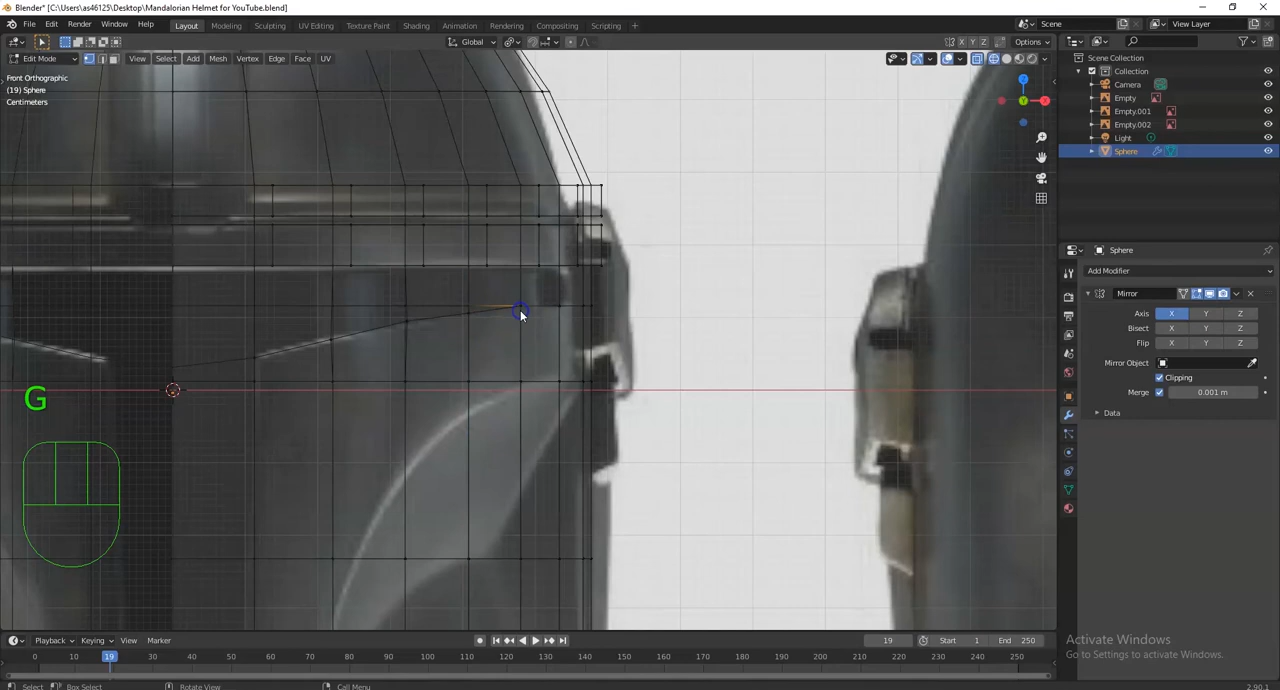 Blender* [C:\Users\as46125\Desktop\Mandalorian Helmet for YouTube.blend]
File Edit Render Window Help Layout Modeling Sculpting UV Editing Texture Paint Shading Animation Rendering Compositing Scripting + Scene View Layer
Global X Y Z Options
Edit Mode View Select Add Mesh Vertex Edge Face UV
Front Orthographic
(19) Sphere
Centimeters
Z
Y
X
G
Scene Collection
Collection
Camera
Empty
Empty.001
Empty.002
Light
Sphere
Sphere
Add Modifier
Mirror
Axis X Y Z
Bisect X Y Z
Flip X Y Z
Mirror Object
Clipping
Merge 0.001 m
Data
Playback Keying View Marker 19 Start 1 End 250
0 10 19 30 40 50 60 70 80 90 100 110 120 130 140 150 160 170 180 190 200 210 220 230 240 250
Activate Windows
Go to Settings to activate Windows.
Select Box Select Rotate View Call Menu 2.90.1